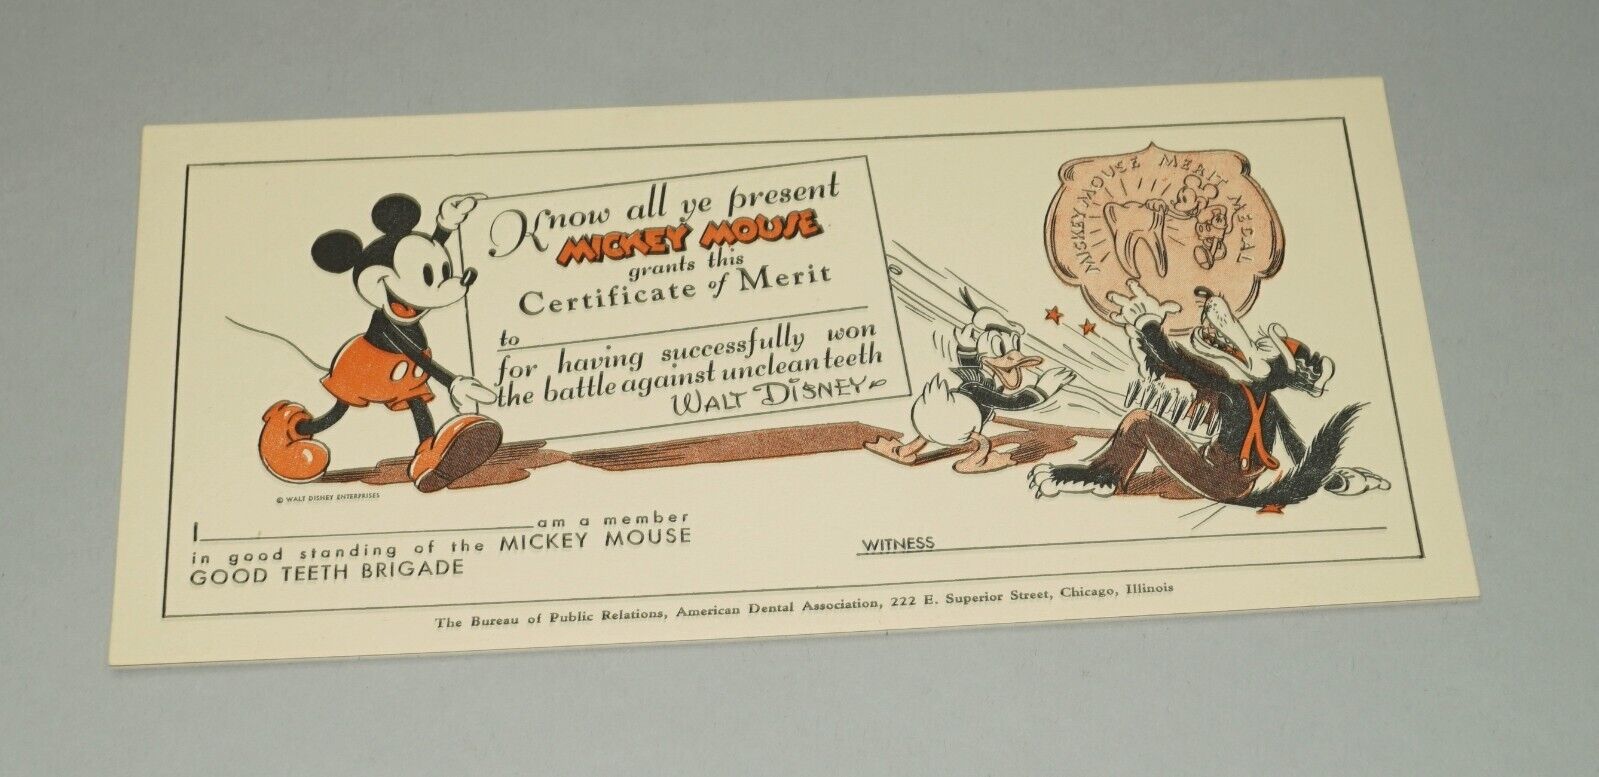 Know all ye present
MICKEY MOUSE
grants this
Certificate of Merit
to
for having successfully won
the battle against unclean teeth
WALT DISNEY
MICKEY MOUSE MERIT MEDAL
© WALT DISNEY ENTERPRISES
I am a member
in good standing of the MICKEY MOUSE
GOOD TEETH BRIGADE
WITNESS
The Bureau of Public Relations, American Dental Association, 222 E. Superior Street, Chicago, Illinois